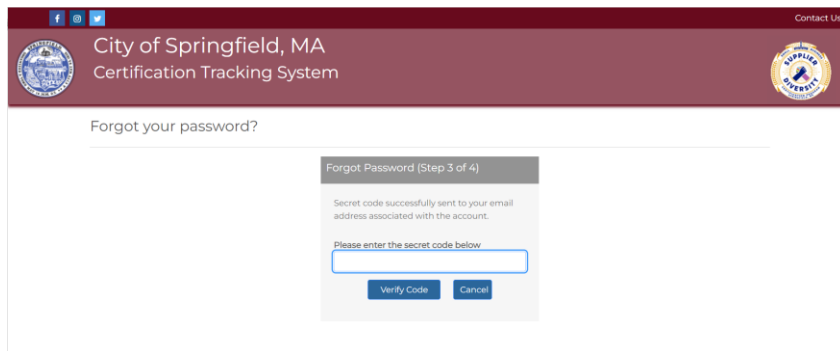 Contact Us
City of Springfield, MA
Certification Tracking System
SUPPLIER
DIVERSITY
Forgot your password?
Forgot Password (Step 3 of 4)
Secret code successfully sent to your email
address associated with the account.
Please enter the secret code below
Verify Code
Cancel